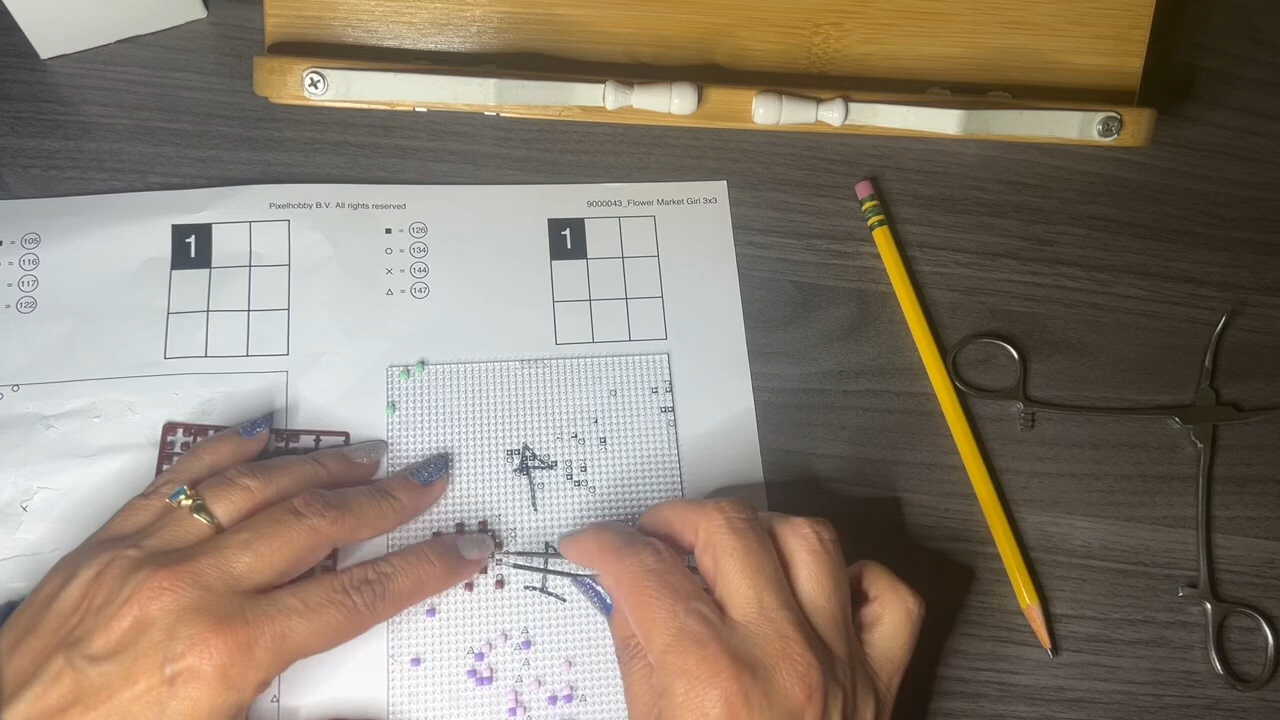 Pixelhobby B.V. All rights reserved
9000043_Flower Market Girl 3x3
= 105
= 116
= 117
= 122
1
■ = 126
○ = 134
× = 144
△ = 147
1